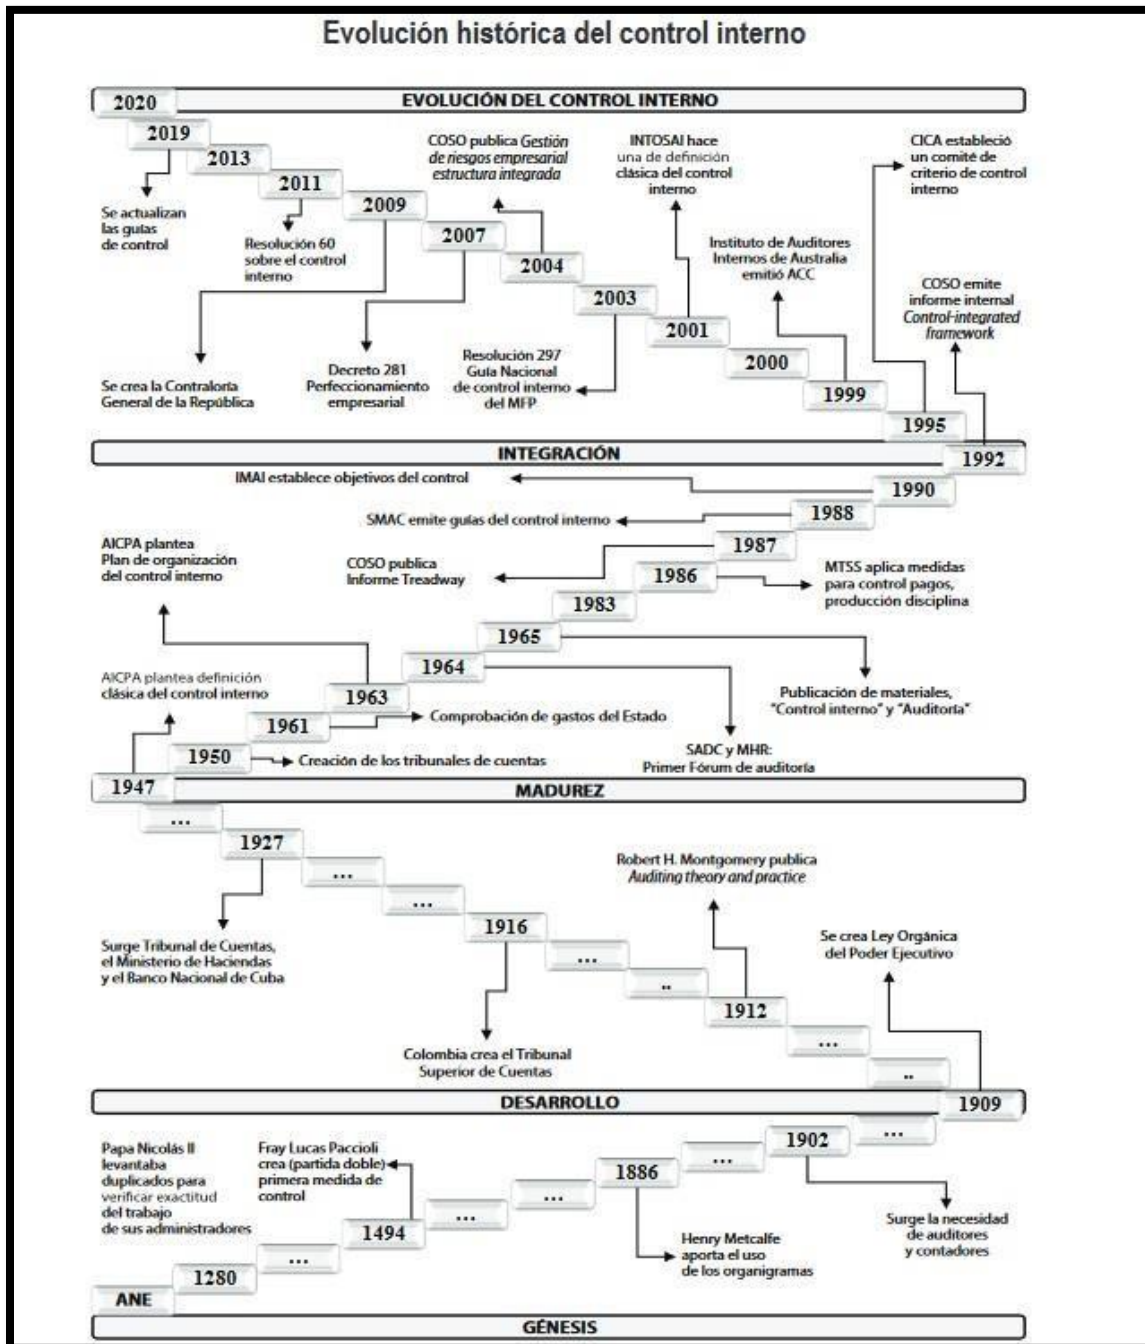 Evolución histórica del control interno
2020
EVOLUCIÓN DEL CONTROL INTERNO
2019
2013
2011
2009
2007
2004
2003
2001
2000
1999
1995
1992
COSO publica Gestión
de riesgos empresarial
estructura integrada
INTOSAI hace
una de definición
clásica del control
interno
CICA estableció
un comité de
criterio de control
interno
Se actualizan
las guías
de control
Resolución 60
sobre el control
interno
Instituto de Auditores
Internos de Australia
emitió ACC
COSO emite
informe internal
Control-integrated
framework
Se crea la Contraloría
General de la República
Decreto 281
Perfeccionamiento
empresarial
Resolución 297
Guía Nacional
de control interno
del MFP
INTEGRACIÓN
IMAI establece objetivos del control
1990
SMAC emite guías del control interno
1988
AICPA plantea
Plan de organización
del control interno
COSO publica
Informe Treadway
1987
1986
MTSS aplica medidas
para control pagos,
producción disciplina
1983
1965
1964
1963
1961
1950
1947
AICPA plantea definición
clásica del control interno
Comprobación de gastos del Estado
Creación de los tribunales de cuentas
Publicación de materiales,
"Control interno" y "Auditoría"
SADC y MHR:
Primer Fórum de auditoría
MADUREZ
...
1927
...
...
1916
...
..
1912
...
..
1909
Robert H. Montgomery publica
Auditing theory and practice
Se crea Ley Orgánica
del Poder Ejecutivo
Surge Tribunal de Cuentas,
el Ministerio de Haciendas
y el Banco Nacional de Cuba
Colombia crea el Tribunal
Superior de Cuentas
DESARROLLO
...
1902
...
1886
...
...
1494
...
1280
ANE
Papa Nicolás II
levantaba
duplicados para
verificar exactitud
del trabajo
de sus administradores
Fray Lucas Paccioli
crea (partida doble)
primera medida de
control
Henry Metcalfe
aporta el uso
de los organigramas
Surge la necesidad
de auditores
y contadores
GÉNESIS